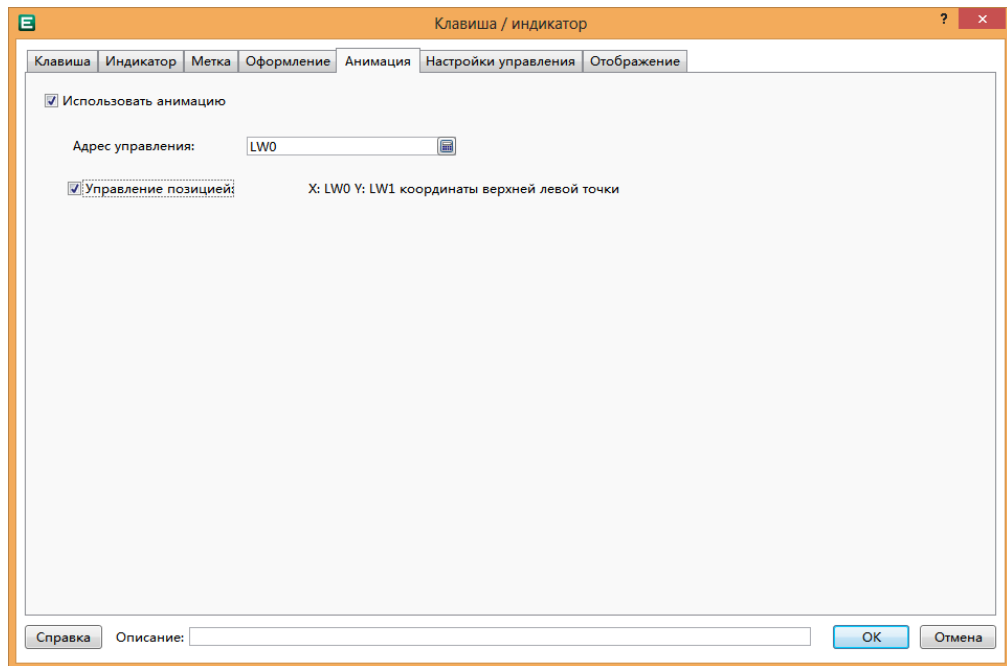 Клавиша / индикатор
Клавиша Индикатор Метка Оформление Анимация Настройки управления Отображение
Использовать анимацию
Адрес управления: LW0
Управление позицией: X: LW0 Y: LW1 координаты верхней левой точки
Справка Описание: OK Отмена